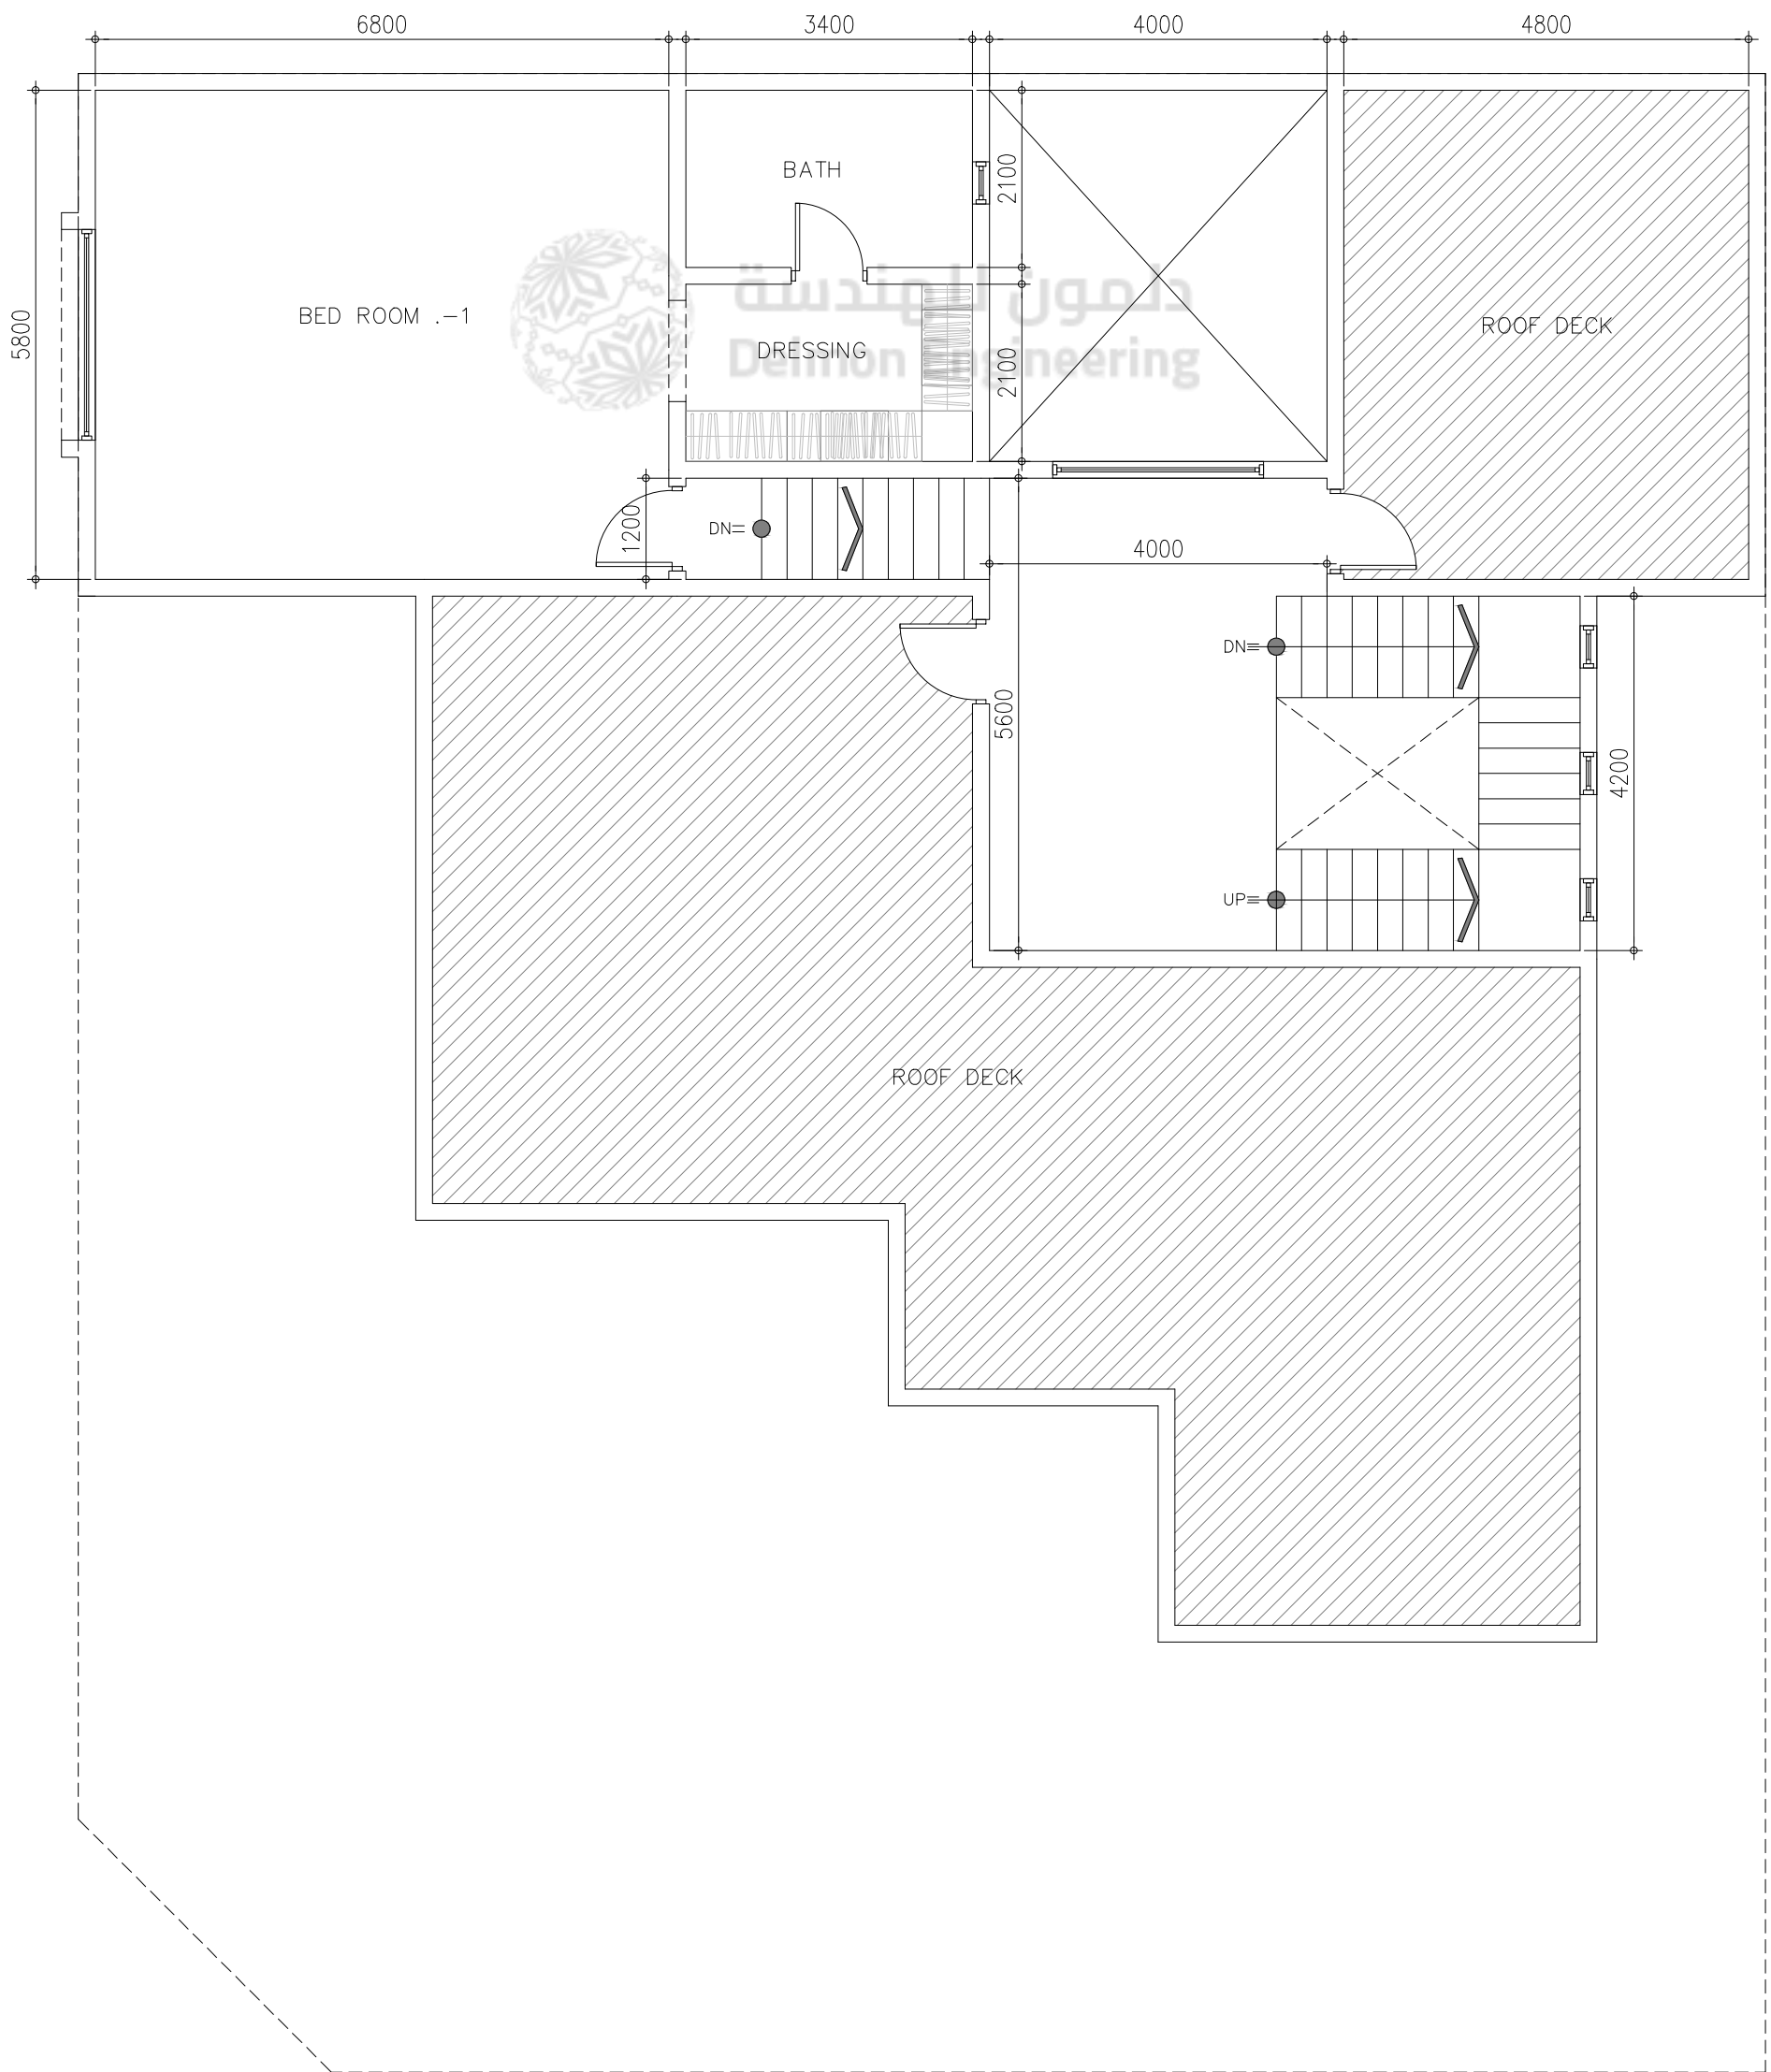 6800
3400
4000
4800
BATH
2100
5800
BED ROOM .-1
دلمون للهندسة
ROOF DECK
DRESSING
Delmon Engineering
2100
1200
DN
4000
DN
5600
4200
UP
ROOF DECK